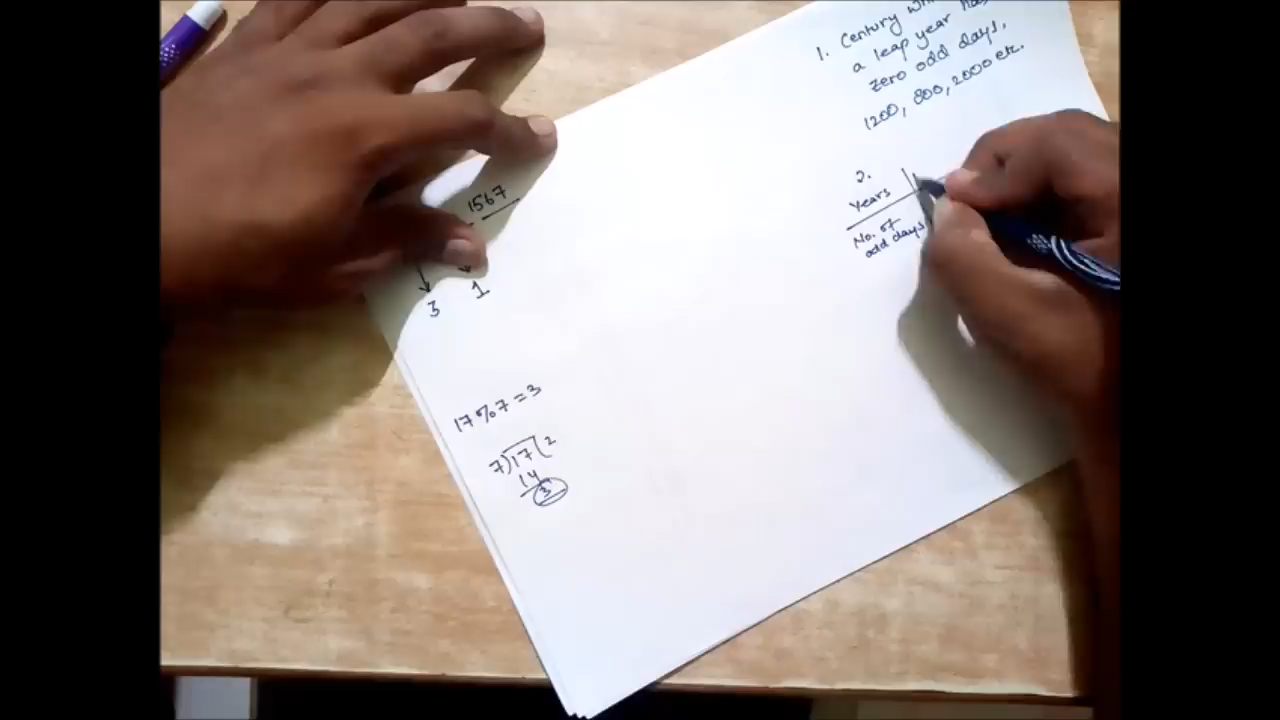 1. Century
a leap year
zero odd days.
1200, 800, 2000 etc.
2.
Years
No. of
odd days
1567
3 1
17%7=3
7)17(2
14
3